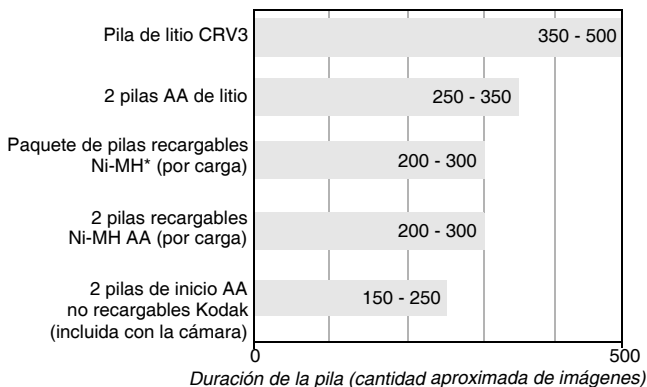 Pila de litio CRV3
350 - 500
2 pilas AA de litio
250 - 350
Paquete de pilas recargables
Ni-MH* (por carga)
200 - 300
2 pilas recargables
Ni-MH AA (por carga)
200 - 300
2 pilas de inicio AA
no recargables Kodak
(incluida con la cámara)
150 - 250
0
500
Duración de la pila (cantidad aproximada de imágenes)